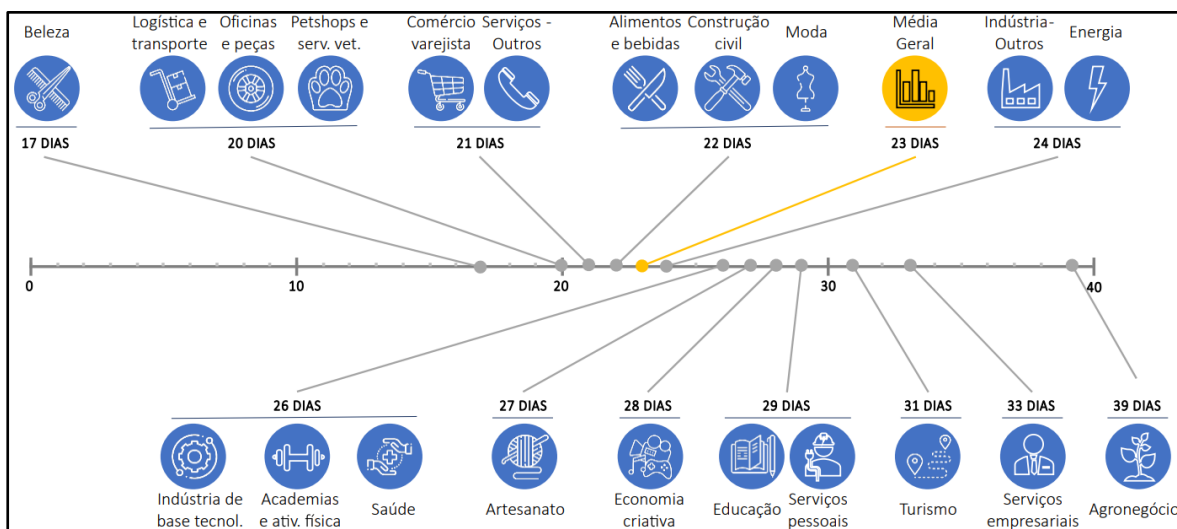 Beleza
Logística e
transporte
Oficinas
e peças
Petshops e
serv. vet.
Comércio
varejista
Serviços -
Outros
Alimentos
e bebidas
Construção
civil
Moda
Média
Geral
Indústria-
Outros
Energia
17 DIAS
20 DIAS
21 DIAS
22 DIAS
23 DIAS
24 DIAS
0
10
20
30
40
26 DIAS
27 DIAS
28 DIAS
29 DIAS
31 DIAS
33 DIAS
39 DIAS
Indústria de
base tecnol.
Academias
e ativ. física
Saúde
Artesanato
Economia
criativa
Educação
Serviços
pessoais
Turismo
Serviços
empresariais
Agronegócio